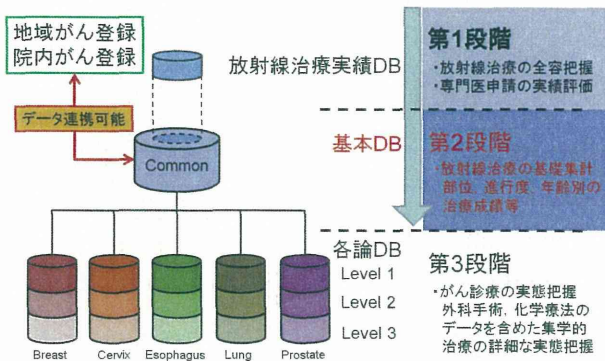 地域がん登録
院内がん登録
データ連携可能
放射線治療実績DB
基本DB
Common
各論DB
Level 1
Level 2
Level 3
Breast
Cervix
Esophagus
Lung
Prostate
第1段階
・放射線治療の全容把握
・専門医申請の実績評価
第2段階
・放射線治療の基礎集計
部位、進行度、年齢別の
治療成績等
第3段階
・がん診療の実態把握
外科手術、化学療法の
データを含めた集学的
治療の詳細な実態把握